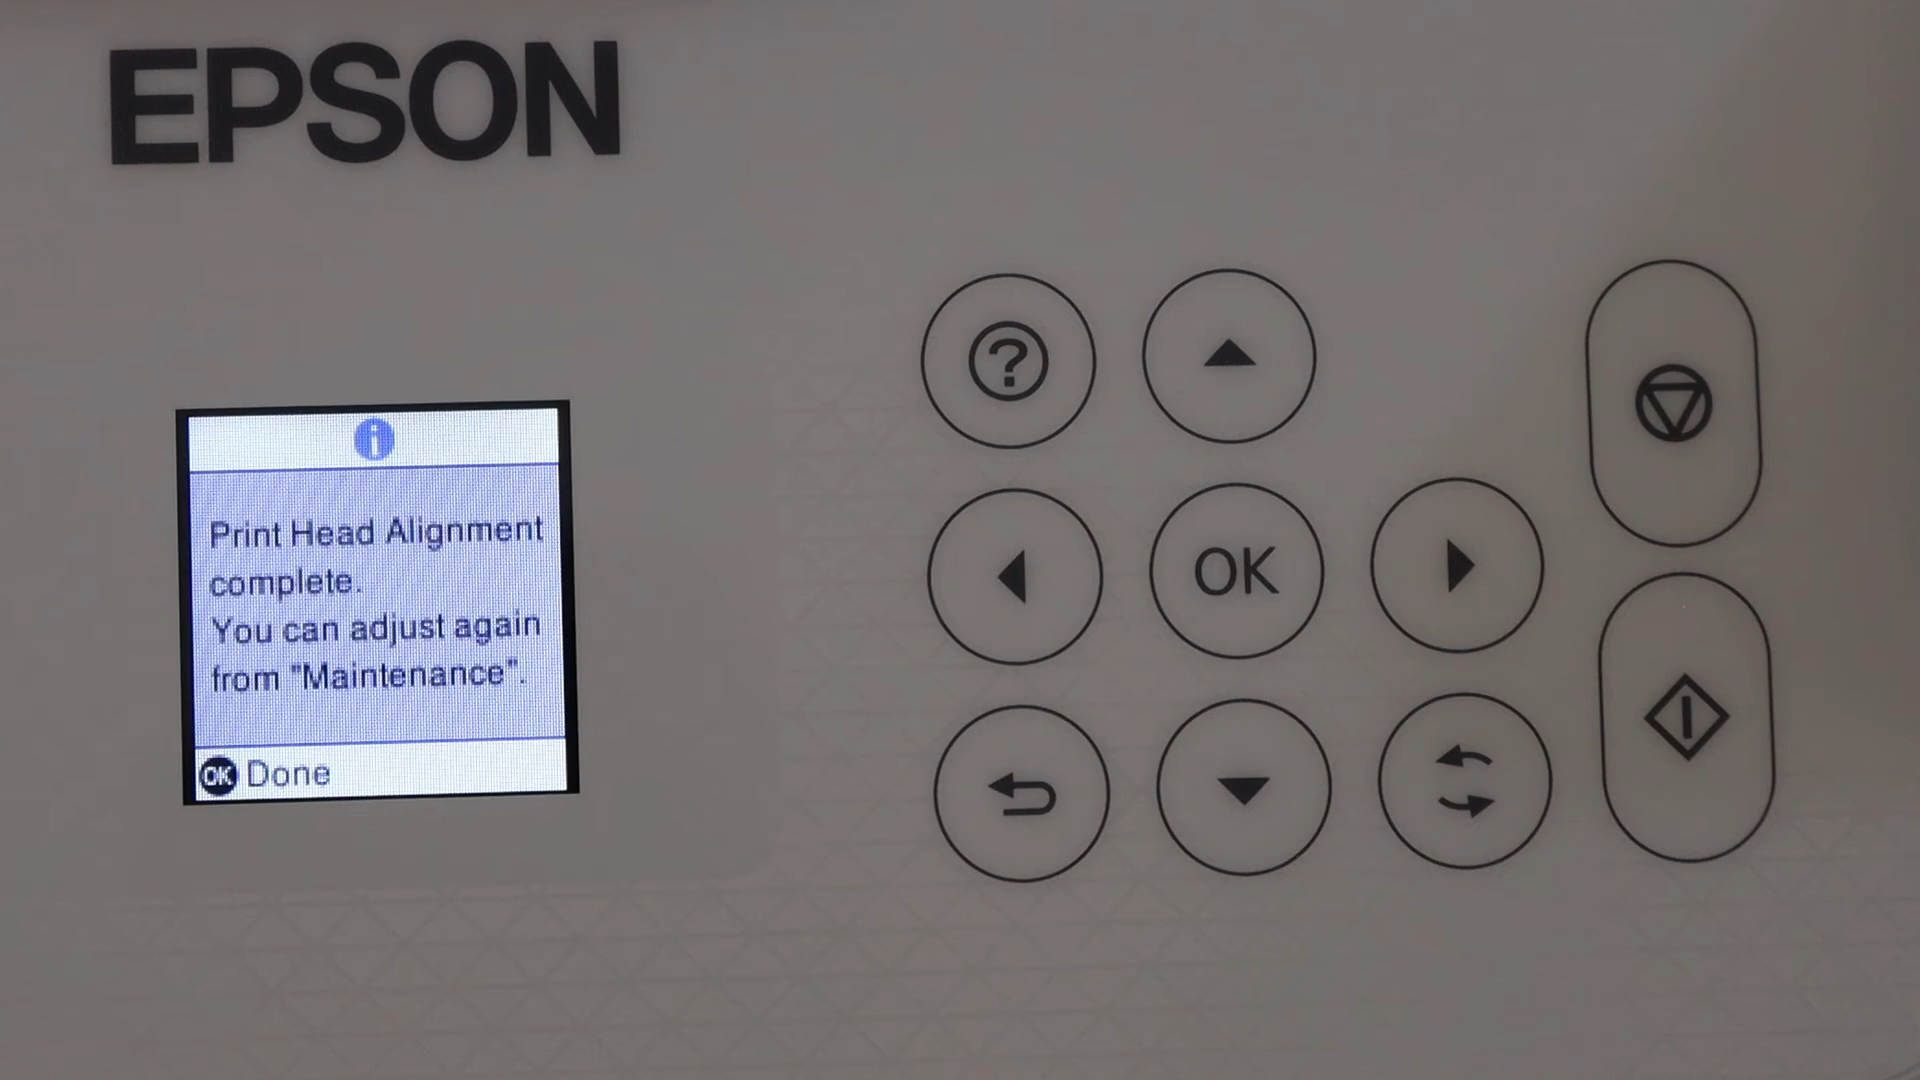 EPSON
i
Print Head Alignment
complete.
You can adjust again
from "Maintenance".
OK Done
?
OK